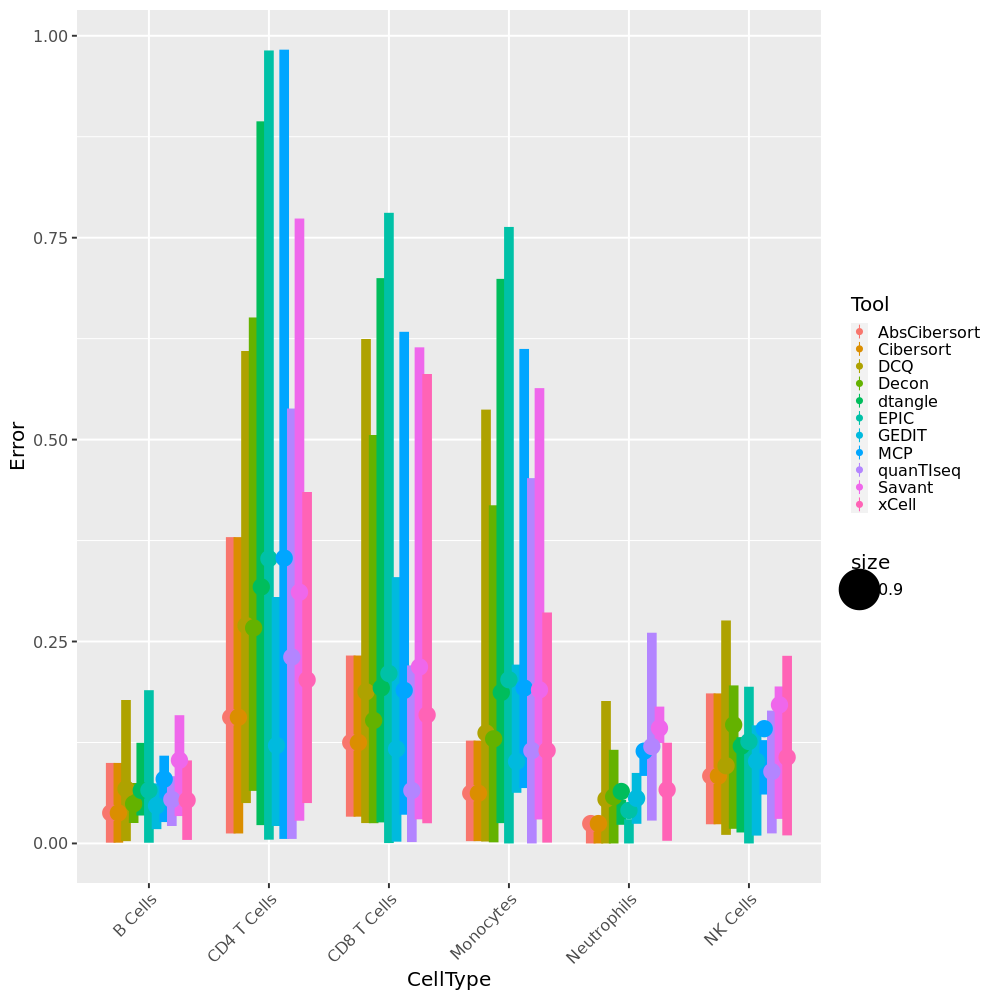 1.00
0.75
0.50
0.25
0.00
Error
B Cells
CD4 T Cells
CD8 T Cells
Monocytes
Neutrophils
NK Cells
CellType
Tool
AbsCibersort
Cibersort
DCQ
Decon
dtangle
EPIC
GEDIT
MCP
quanTIseq
Savant
xCell
size
0.9